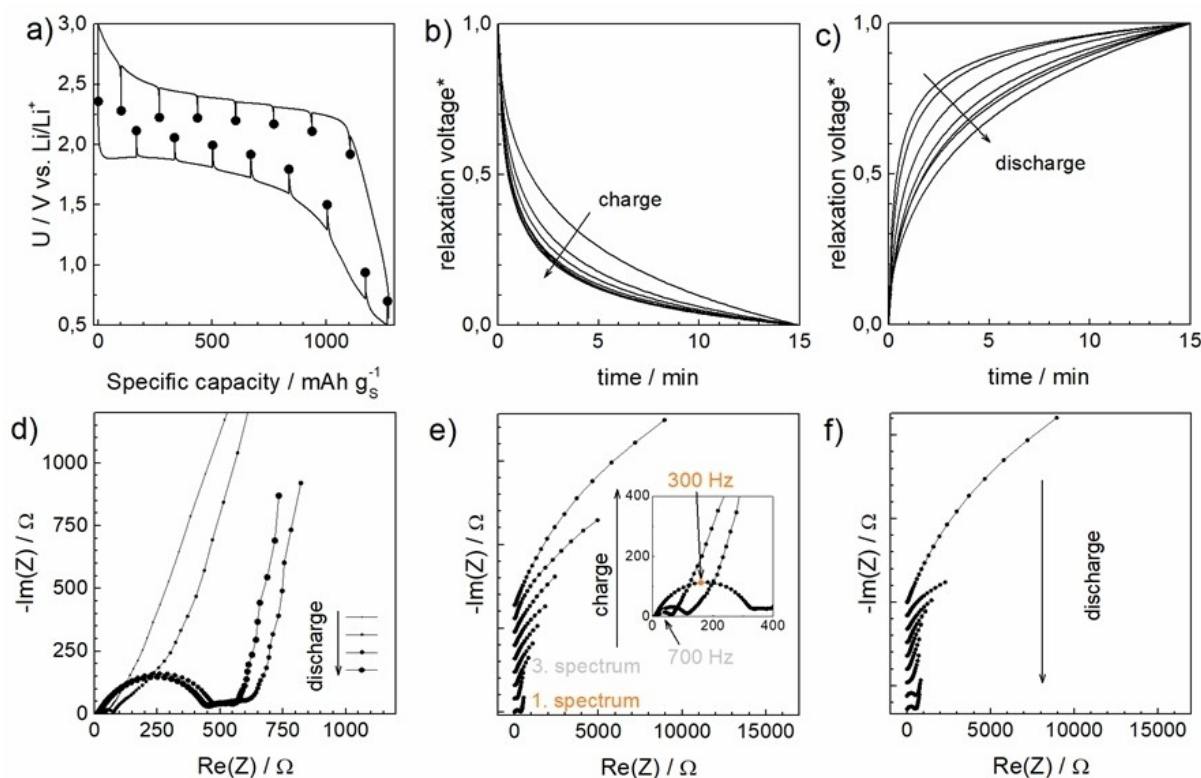 a)
3,0
2,5
2,0
1,5
1,0
0,5
U / V vs. Li/Li⁺
0
500
1000
Specific capacity / mAh g_S^-1
b)
1,0
0,5
0,0
relaxation voltage*
charge
0
5
10
15
time / min
c)
1,0
0,5
0,0
relaxation voltage*
discharge
0
5
10
15
time / min
d)
1000
750
500
250
0
-Im(Z) / Ω
discharge
0
250
500
750
1000
Re(Z) / Ω
e)
-Im(Z) / Ω
charge
300 Hz
400
200
0
0
200
400
700 Hz
3. spectrum
1. spectrum
0
5000
10000
15000
Re(Z) / Ω
f)
-Im(Z) / Ω
discharge
0
5000
10000
15000
Re(Z) / Ω